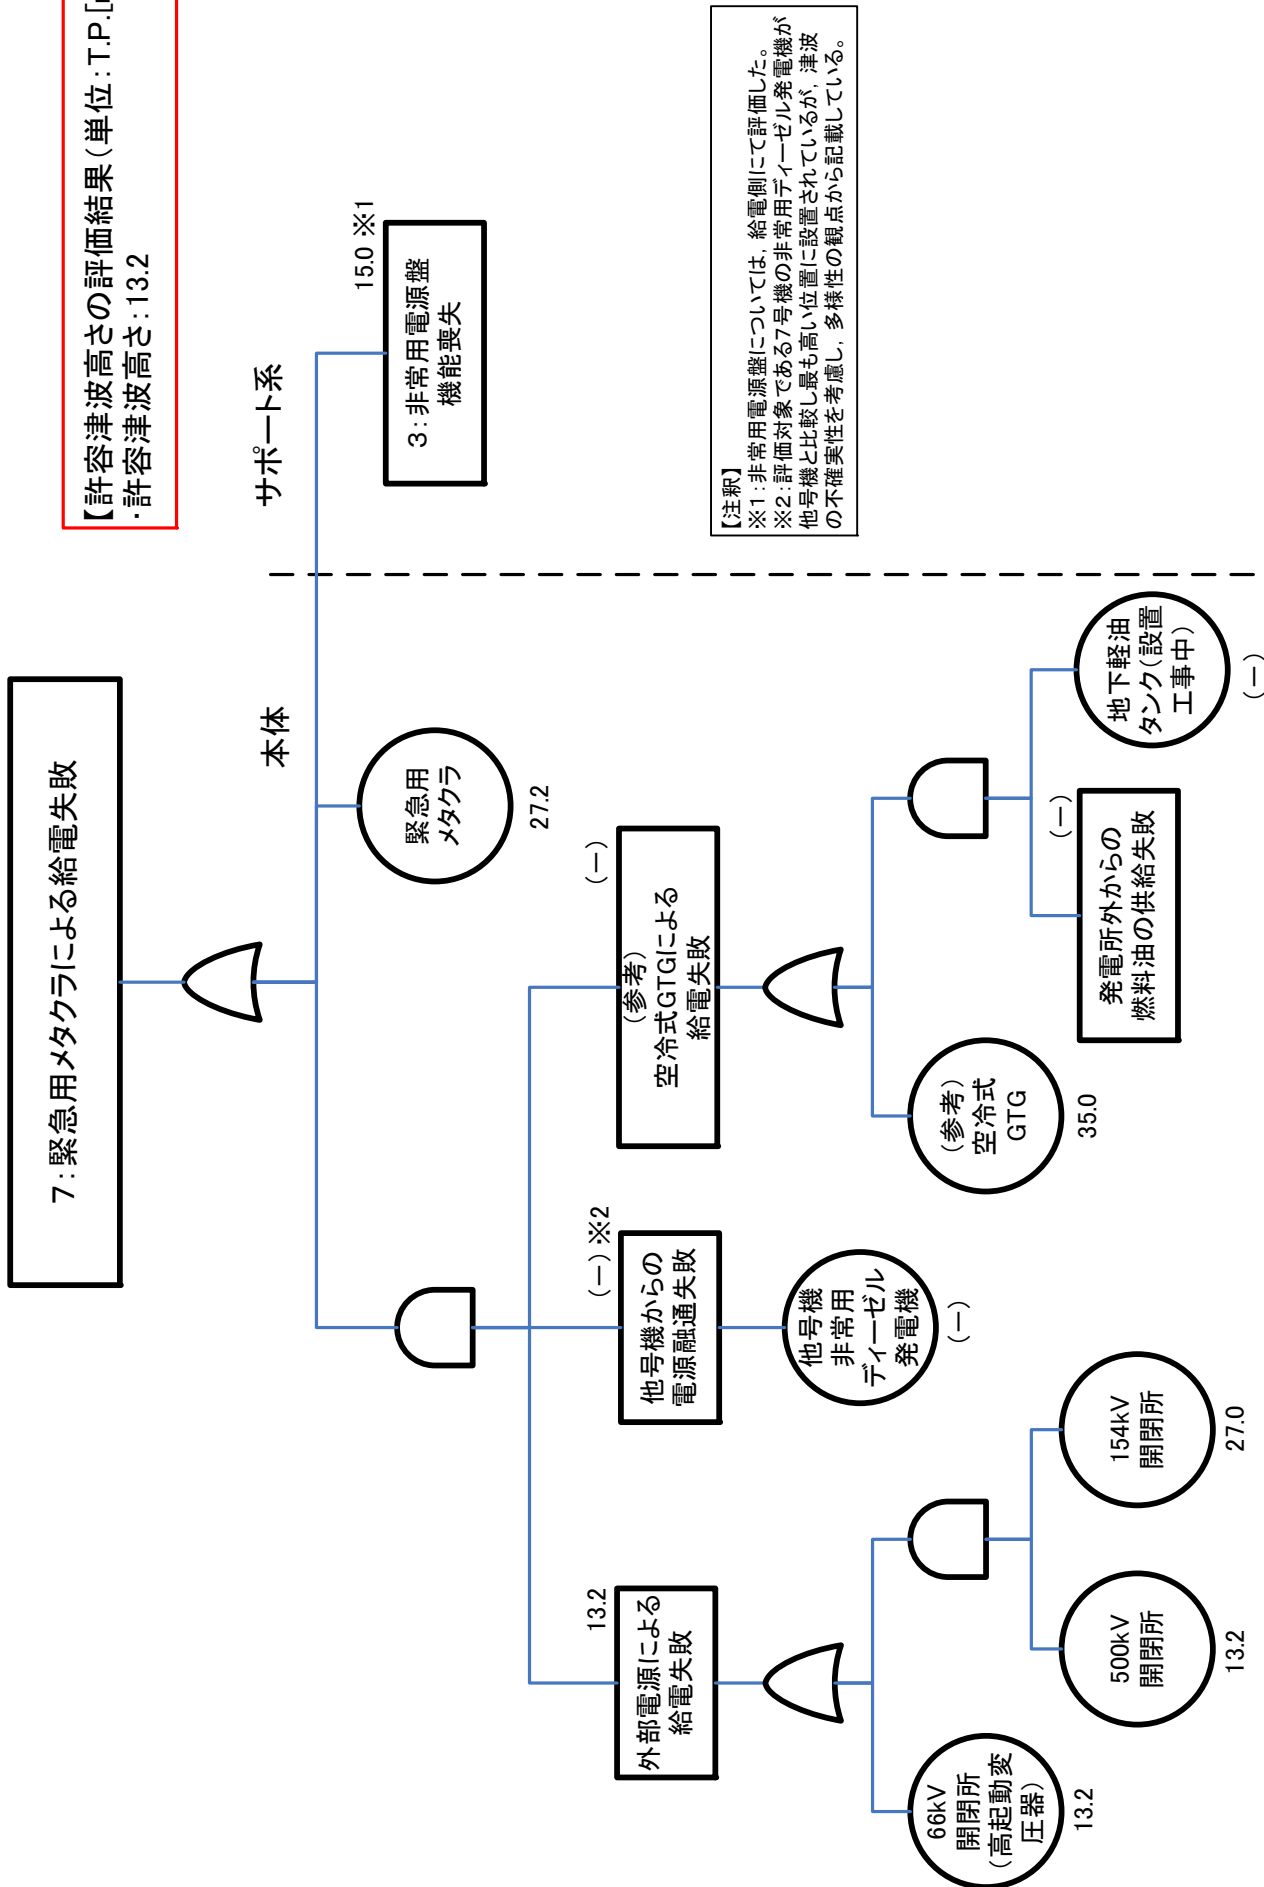 【許容津波高さの評価結果(単位:T.P.[
・許容津波高さ:13.2
7:緊急用メタクラによる給電失敗
本体
サポート系
緊急用
メタクラ
27.2
15.0 ※1
3:非常用電源盤
機能喪失
13.2
外部電源による
給電失敗
(-)※2
他号機からの
電源融通失敗
(-)
(参考)
空冷式GTGによる
給電失敗
66kV
開閉所
(高起動変
圧器)
13.2
500kV
開閉所
13.2
154kV
開閉所
27.0
他号機
非常用
ディーゼル
発電機
(-)
(参考)
空冷式
GTG
35.0
(-)
発電所外からの
燃料油の供給失敗
地下軽油
タンク(設置
工事中)
(-)
【注釈】
※1:非常用電源盤については,給電側にて評価した。
※2:評価対象である7号機の非常用ディーゼル発電機が
他号機と比較し最も高い位置に設置されているが,津波
の不確実性を考慮し,多様性の観点から記載している。